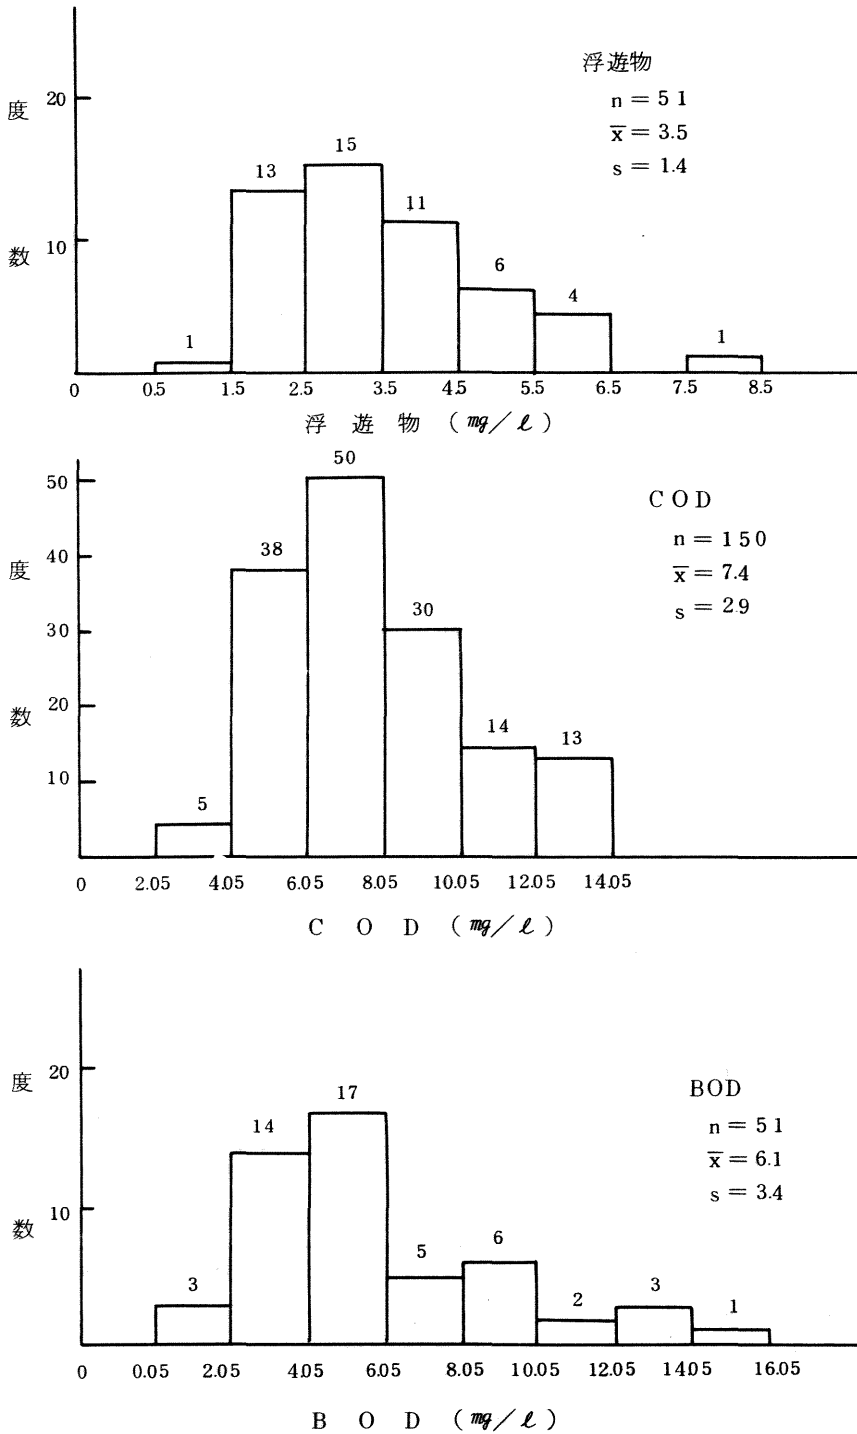 浮遊物
n = 51
x̄ = 3.5
s = 1.4
度数
20
10
1
13
15
11
6
4
1
0 0.5 1.5 2.5 3.5 4.5 5.5 6.5 7.5 8.5
浮遊物 (mg/ℓ)
COD
n = 150
x̄ = 7.4
s = 2.9
度数
50
40
30
20
10
5
38
50
30
14
13
0 2.05 4.05 6.05 8.05 10.05 12.05 14.05
COD (mg/ℓ)
BOD
n = 51
x̄ = 6.1
s = 3.4
度数
20
10
3
14
17
5
6
2
3
1
0 0.05 2.05 4.05 6.05 8.05 10.05 12.05 14.05 16.05
BOD (mg/ℓ)